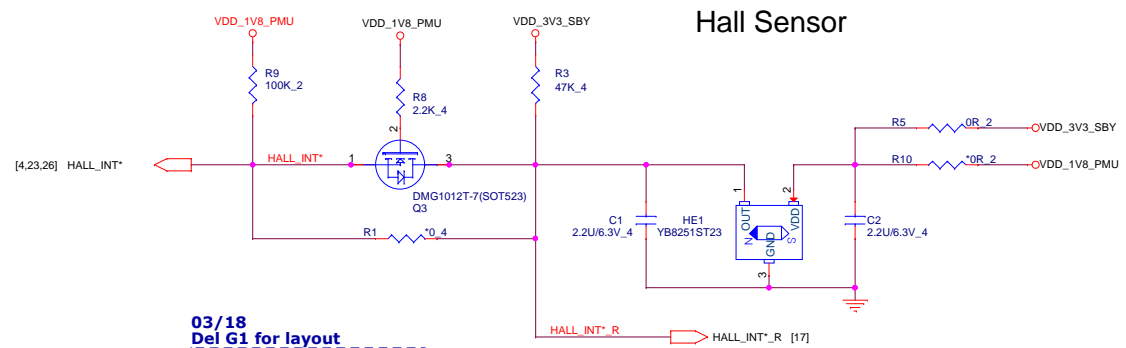 Hall Sensor
VDD_1V8_PMU
VDD_1V8_PMU
VDD_3V3_SBY
R9
100K_2
R8
2.2K_4
R3
47K_4
R5
0R_2
VDD_3V3_SBY
R10
*0R_2
VDD_1V8_PMU
[4,23,26] HALL_INT*
HALL_INT*
1
2
3
DMG1012T-7(SOT523)
Q3
R1
*0_4
C1
2.2U/6.3V_4
HE1
YB8251ST23
1
2
OUT
VDD
GND
N
S
3
C2
2.2U/6.3V_4
HALL_INT*_R
HALL_INT*_R [17]
03/18
Del G1 for layout